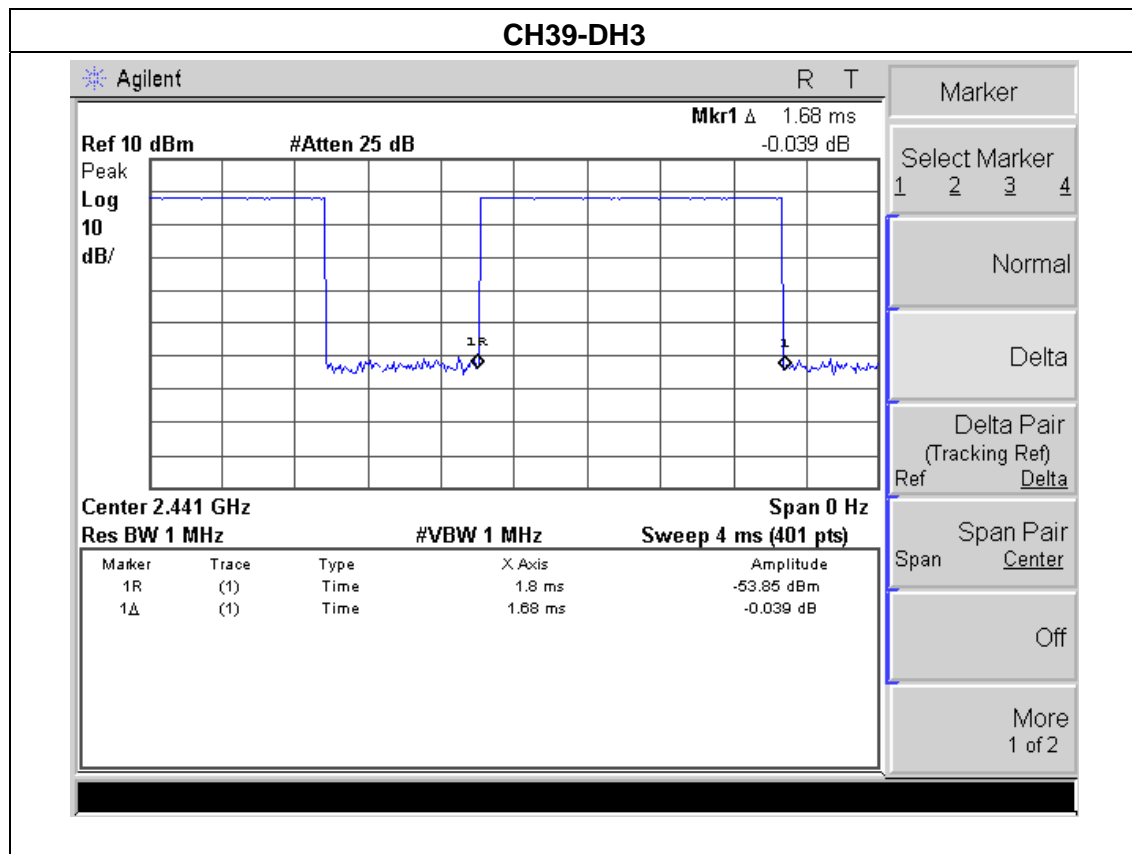 CH39-DH3
Agilent R T
Mkr1 Δ 1.68 ms
Ref 10 dBm #Atten 25 dB -0.039 dB
Peak
Log
10
dB/
1R
1
Center 2.441 GHz Span 0 Hz
Res BW 1 MHz #VBW 1 MHz Sweep 4 ms (401 pts)
Marker Trace Type X Axis Amplitude
1R (1) Time 1.8 ms -53.85 dBm
1Δ (1) Time 1.68 ms -0.039 dB
Marker
Select Marker
1 2 3 4
Normal
Delta
Delta Pair
(Tracking Ref)
Ref Delta
Span Pair
Span Center
Off
More
1 of 2